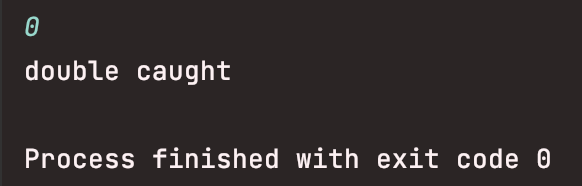 0
double caught
Process finished with exit code 0